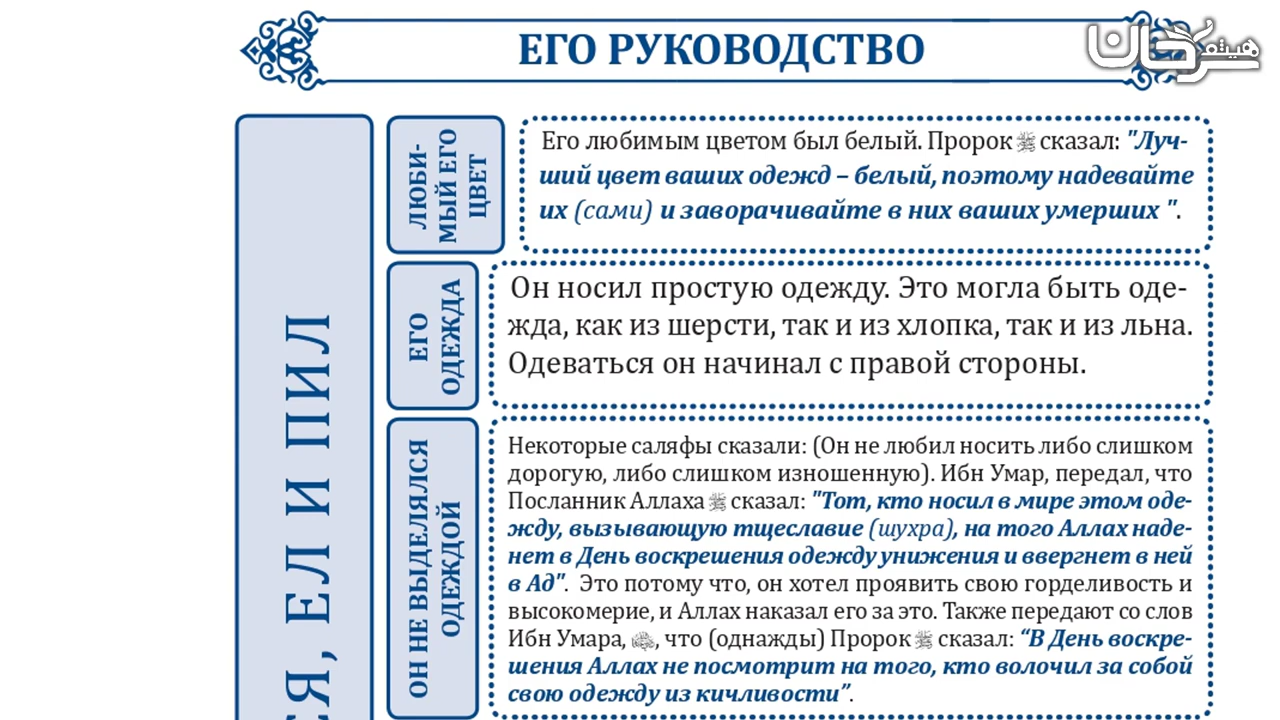 ЕГО РУКОВОДСТВО
هيتمی سرجان
СЯ, ЕЛ И ПИЛ
ЛЮБИ-
МЫЙ ЕГО
ЦВЕТ
Его любимым цветом был белый. Пророк ﷺ сказал: "Луч-
ший цвет ваших одежд – белый, поэтому надевайте
их (сами) и заворачивайте в них ваших умерших ".
ЕГО
ОДЕЖДА
Он носил простую одежду. Это могла быть оде-
жда, как из шерсти, так и из хлопка, так и из льна.
Одеваться он начинал с правой стороны.
ОН НЕ ВЫДЕЛЯЛСЯ
ОДЕЖДОЙ
Некоторые саляфы сказали: (Он не любил носить либо слишком
дорогую, либо слишком изношенную). Ибн Умар, передал, что
Посланник Аллаха ﷺ сказал: "Тот, кто носил в мире этом оде-
жду, вызывающую тщеславие (шухра), на того Аллах наде-
нет в День воскрешения одежду унижения и ввергнет в ней
в Ад". Это потому что, он хотел проявить свою горделивость и
высокомерие, и Аллах наказал его за это. Также передают со слов
Ибн Умара, , что (однажды) Пророк ﷺ сказал: “В День воскре-
шения Аллах не посмотрит на того, кто волочил за собой
свою одежду из кичливости”.